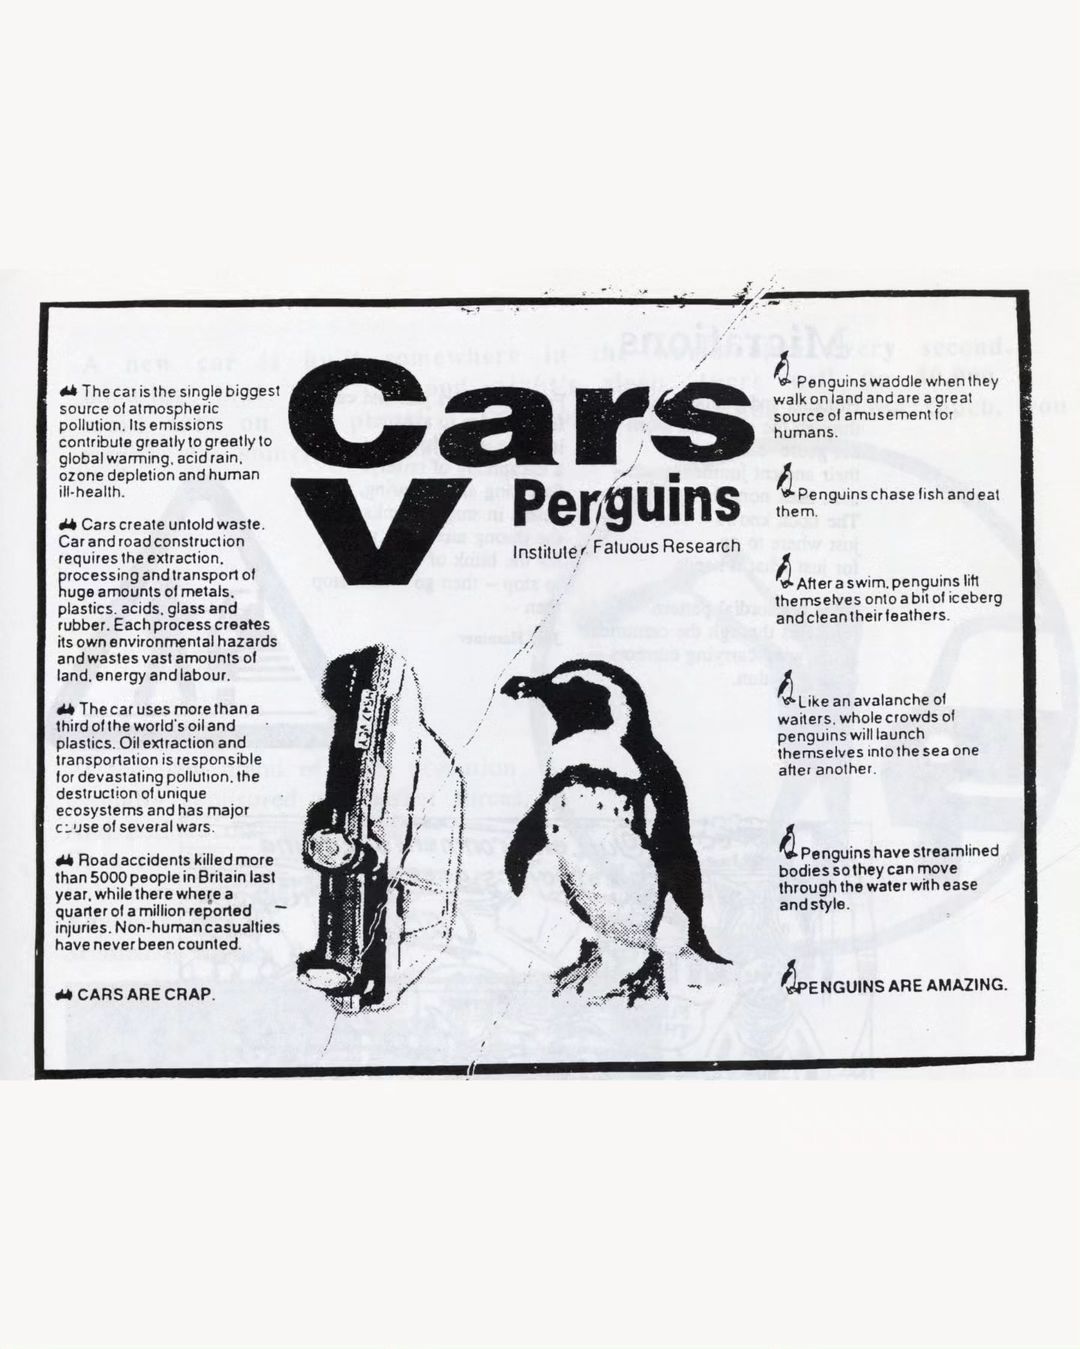 Cars
V Penguins
Institute f Fatuous Research
The car is the single biggest
source of atmospheric
pollution. Its emissions
contribute greatly to greetly to
global warming, acid rain,
ozone depletion and human
ill-health.
Cars create untold waste.
Car and road construction
requires the extraction,
processing and transport of
huge amounts of metals,
plastics. acids, glass and
rubber. Each process creates
its own environmental hazards
and wastes vast amounts of
land, energy and labour.
The car uses more than a
third of the world's oil and
plastics. Oil extraction and
transportation is responsible
for devastating pollution, the
destruction of unique
ecosystems and has major
cause of several wars.
Road accidents killed more
than 5000 people in Britain last
year, while there where a
quarter of a million reported
injuries. Non-human casualties
have never been counted.
CARS ARE CRAP.
Penguins waddle when they
walk on land and are a great
source of amusement for
humans.
Penguins chase fish and eat
them.
After a swim, penguins lift
themselves onto a bit of iceberg
and clean their feathers.
Like an avalanche of
waiters, whole crowds of
penguins will launch
themselves into the sea one
after another.
Penguins have streamlined
bodies so they can move
through the water with ease
and style.
PENGUINS ARE AMAZING.